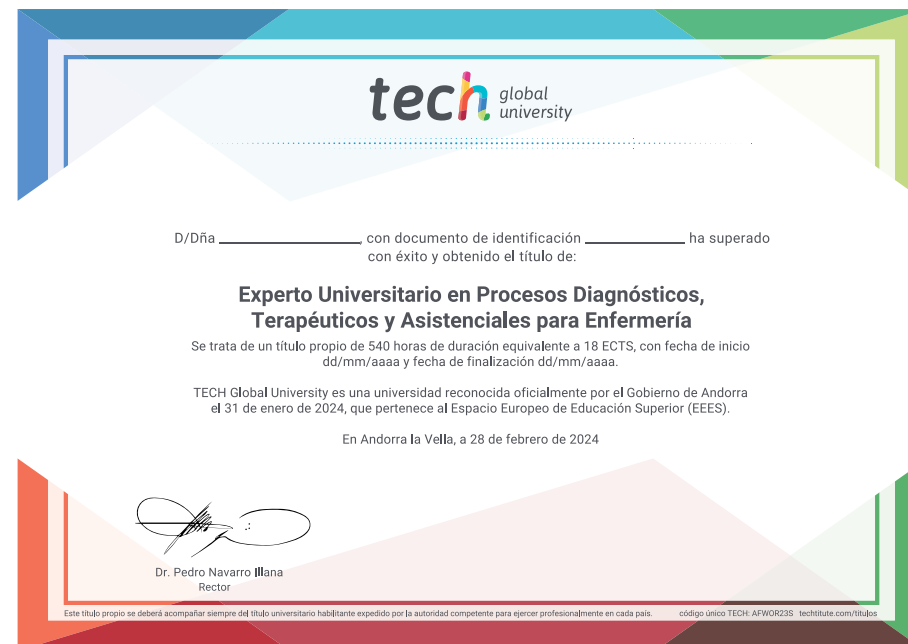 tech global university
D/Dña ____________________, con documento de identificación ______________ ha superado
con éxito y obtenido el título de:
Experto Universitario en Procesos Diagnósticos,
Terapéuticos y Asistenciales para Enfermería
Se trata de un título propio de 540 horas de duración equivalente a 18 ECTS, con fecha de inicio
dd/mm/aaaa y fecha de finalización dd/mm/aaaa.
TECH Global University es una universidad reconocida oficialmente por el Gobierno de Andorra
el 31 de enero de 2024, que pertenece al Espacio Europeo de Educación Superior (EEES).
En Andorra la Vella, a 28 de febrero de 2024
Dr. Pedro Navarro Illana
Rector
Este título propio se deberá acompañar siempre del título universitario habilitante expedido por la autoridad competente para ejercer profesionalmente en cada país. código único TECH: AFWOR23S techtitute.com/titulos